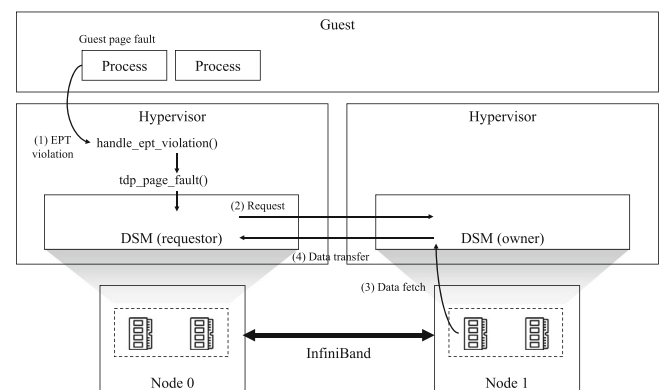 Guest
Guest page fault
Process
Process
Hypervisor
Hypervisor
(1) EPT
violation
handle_ept_violation()
tdp_page_fault()
(2) Request
DSM (requestor)
DSM (owner)
(4) Data transfer
(3) Data fetch
InfiniBand
Node 0
Node 1